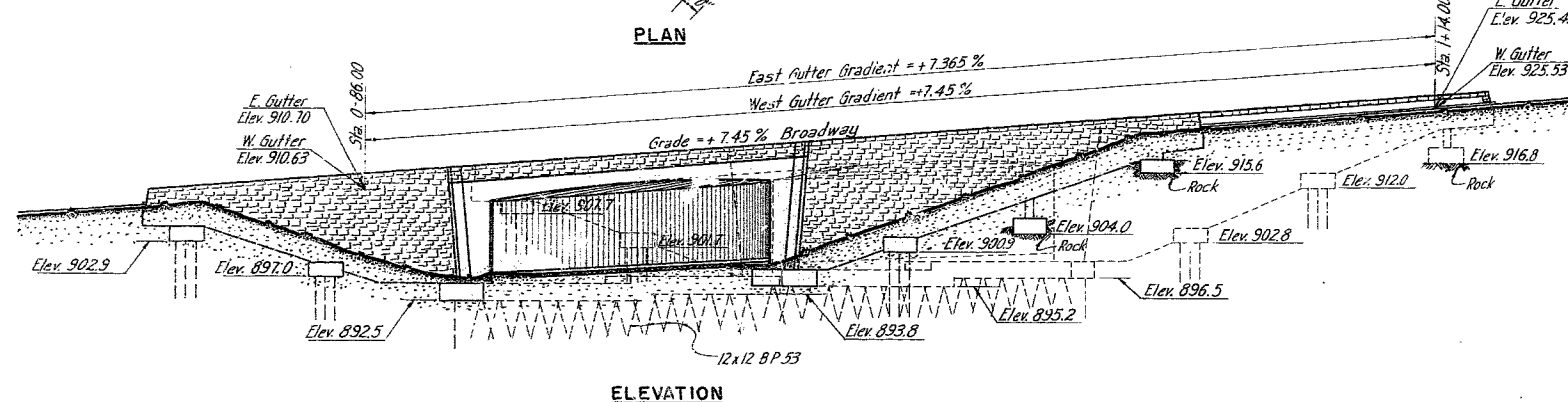 PLAN
E. Gutter
Elev. 925.4
W. Gutter
Elev. 925.53
Sta. 1+14.00
Sta. 0-86.00
East Gutter Gradient = +7.365 %
West Gutter Gradient =+7.45 %
Grade = + 7.45 % Broadway
E. Gutter
Elev. 910.70
W. Gutter
Elev. 910.63
Elev. 915.6
Rock
Elev. 916.8
Rock
Elev. 912.0
Elev. 907.7
Elev. 901.7
Elev. 904.0
Rock
Elev. 900.9
Elev. 902.8
Elev. 902.9
Elev. 897.0
Elev. 896.5
Elev. 895.2
Elev. 892.5
Elev. 893.8
12x12 BP 53
ELEVATION